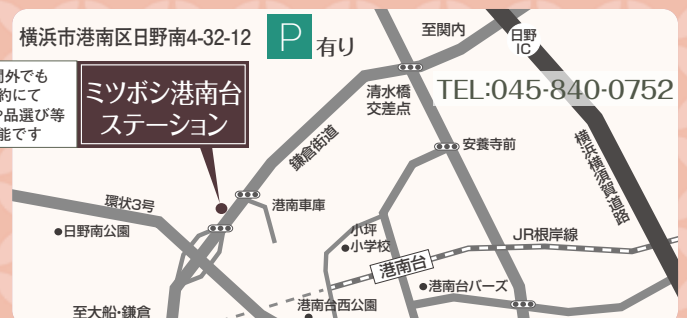 横浜市港南区日野南4-32-12
P 有り
間外でも
約にて
品選び等
能です
ミツボシ港南台
ステーション
至関内
日野
IC
TEL:045-840-0752
清水橋
交差点
鎌倉街道
安養寺前
横浜横須賀道路
環状3号
港南車庫
日野南公園
小坪
小学校
JR根岸線
港南台
港南台バーズ
港南台西公園
至大船・鎌倉